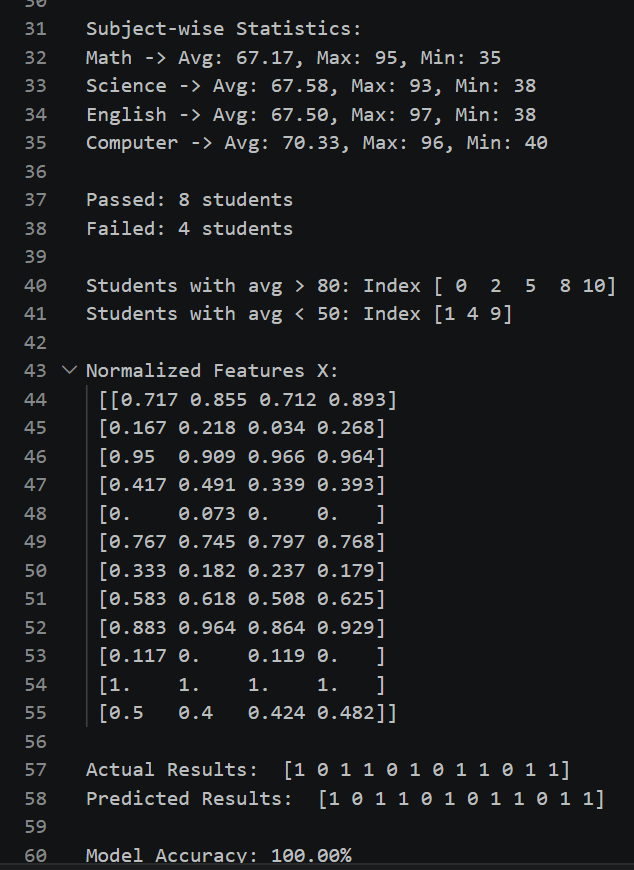 30
31 Subject-wise Statistics:
32 Math -> Avg: 67.17, Max: 95, Min: 35
33 Science -> Avg: 67.58, Max: 93, Min: 38
34 English -> Avg: 67.50, Max: 97, Min: 38
35 Computer -> Avg: 70.33, Max: 96, Min: 40
36
37 Passed: 8 students
38 Failed: 4 students
39
40 Students with avg > 80: Index [ 0  2  5  8 10]
41 Students with avg < 50: Index [1 4 9]
42
43 Normalized Features X:
44 [[0.717 0.855 0.712 0.893]
45 [0.167 0.218 0.034 0.268]
46 [0.95  0.909 0.966 0.964]
47 [0.417 0.491 0.339 0.393]
48 [0.    0.073 0.    0.   ]
49 [0.767 0.745 0.797 0.768]
50 [0.333 0.182 0.237 0.179]
51 [0.583 0.618 0.508 0.625]
52 [0.883 0.964 0.864 0.929]
53 [0.117 0.    0.119 0.   ]
54 [1.    1.    1.    1.   ]
55 [0.5   0.4   0.424 0.482]]
56
57 Actual Results:  [1 0 1 1 0 1 0 1 1 0 1 1]
58 Predicted Results:  [1 0 1 1 0 1 0 1 1 0 1 1]
59
60 Model Accuracy: 100.00%